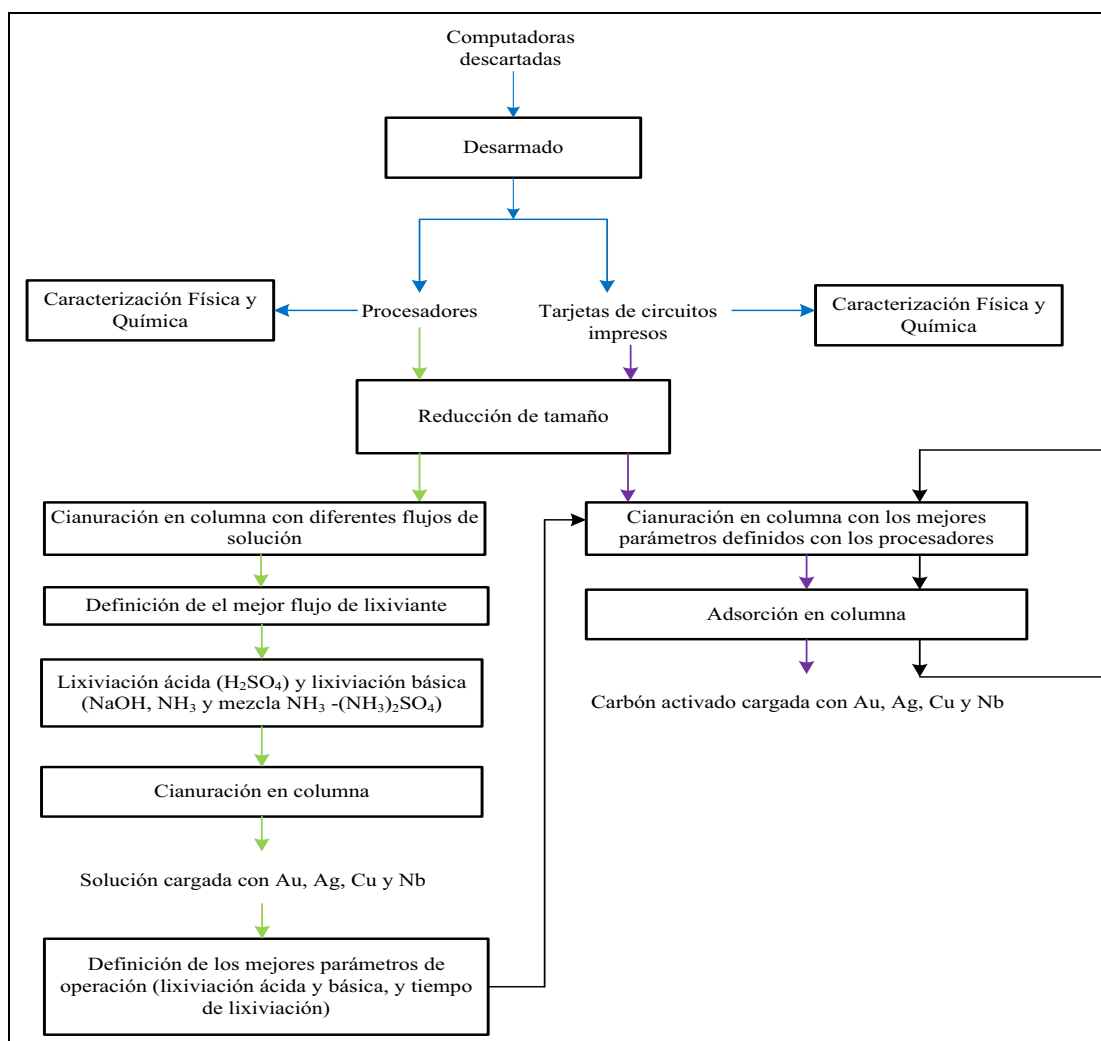 Computadoras
descartadas
Desarmado
Caracterización Física y
Química
Procesadores
Tarjetas de circuitos
impresos
Caracterización Física y
Química
Reducción de tamaño
Cianuración en columna con diferentes flujos de
solución
Cianuración en columna con los mejores
parámetros definidos con los procesadores
Definición de el mejor flujo de lixiviante
Adsorción en columna
Lixiviación ácida (H₂SO₄) y lixiviación básica
(NaOH, NH₃ y mezcla NH₃ -(NH₃)₂SO₄)
Carbón activado cargada con Au, Ag, Cu y Nb
Cianuración en columna
Solución cargada con Au, Ag, Cu y Nb
Definición de los mejores parámetros de
operación (lixiviación ácida y básica, y tiempo
de lixiviación)